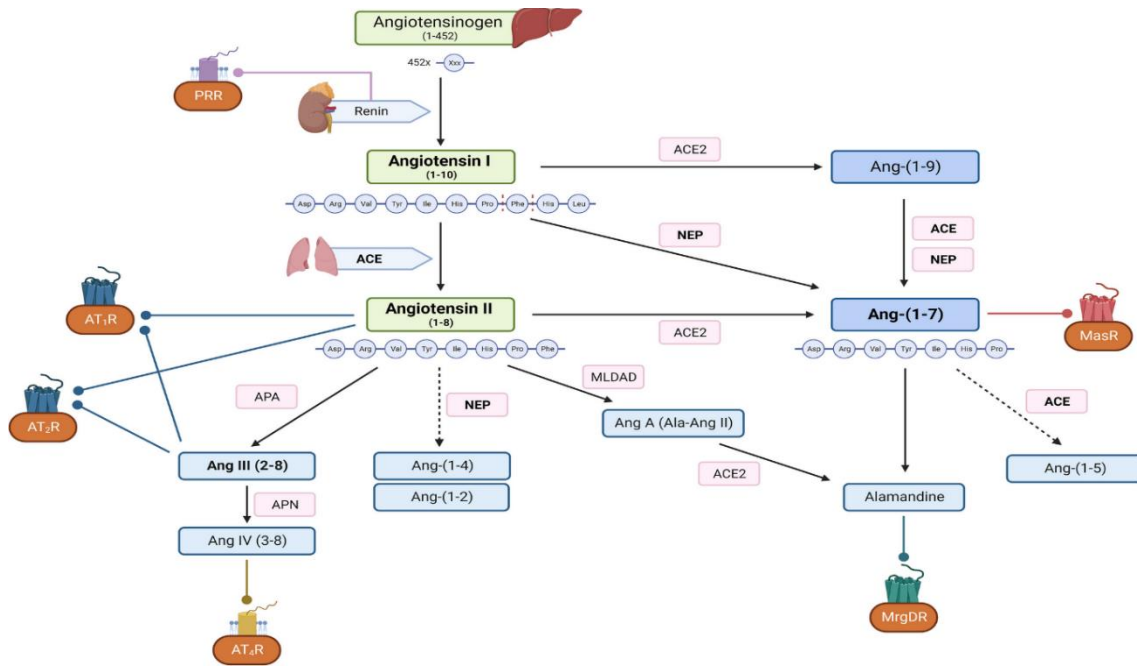 Angiotensinogen
(1-452)
452x Xxx
PRR
Renin
Angiotensin I
(1-10)
ACE2
Ang-(1-9)
Asp Arg Val Tyr Ile His Pro Phe His Leu
NEP
ACE
NEP
ACE
AT₁R
Angiotensin II
(1-8)
ACE2
Ang-(1-7)
MasR
Asp Arg Val Tyr Ile His Pro Phe
Asp Arg Val Tyr Ile His Pro
APA
NEP
MLDAD
ACE
AT₂R
Ang A (Ala-Ang II)
Ang III (2-8)
Ang-(1-4)
ACE2
Ang-(1-5)
Ang-(1-2)
Alamandine
APN
Ang IV (3-8)
MrgDR
AT₄R